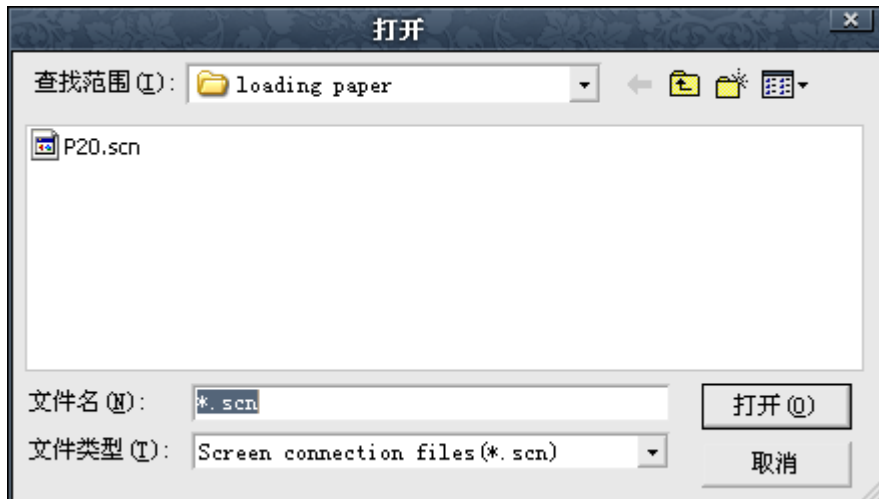 打开
查找范围(I): loading paper
P20.scn
文件名(N): *.scn 打开(O)
文件类型(T): Screen connection files(*.scn) 取消